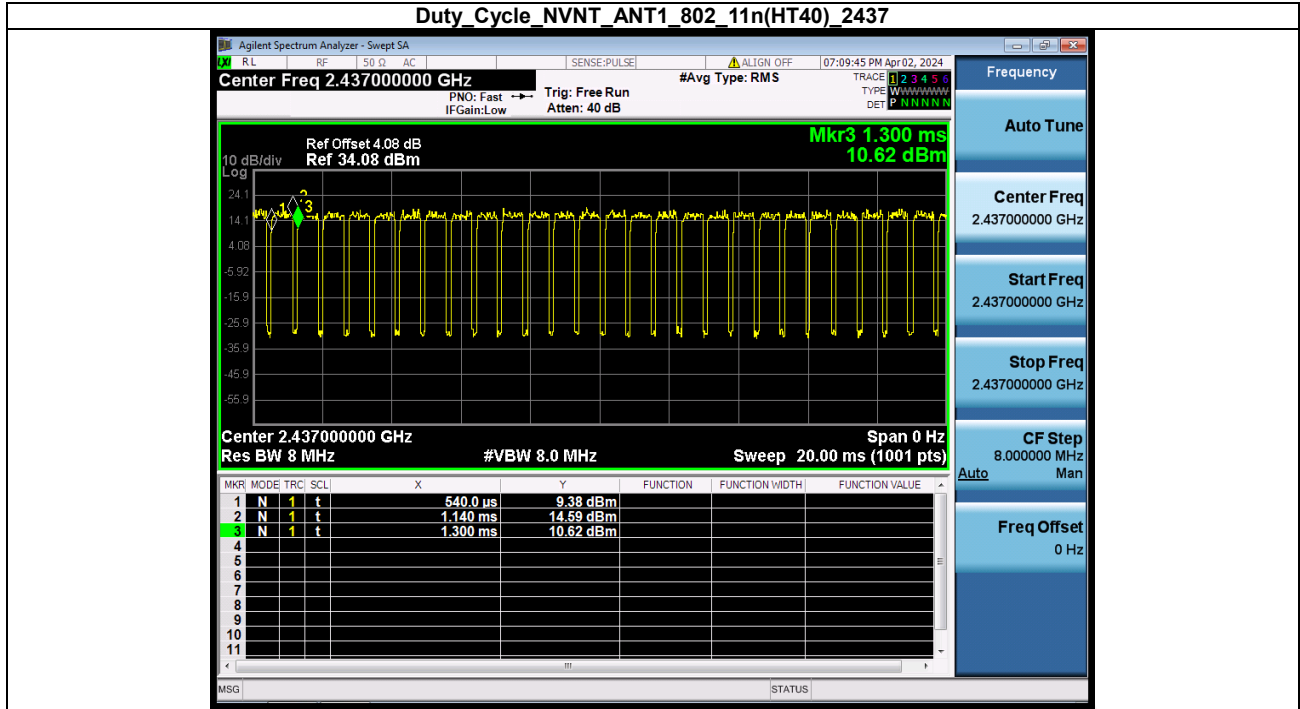 Duty_Cycle_NVNT_ANT1_802_11n(HT40)_2437
Agilent Spectrum Analyzer - Swept SA
LXI RL RF 50 Ω AC SENSE:PULSE ALIGN OFF 07:09:45 PM Apr 02, 2024
Center Freq 2.437000000 GHz
PNO: Fast
IFGain:Low
Trig: Free Run
Atten: 40 dB
#Avg Type: RMS
TRACE 1 2 3 4 5 6
TYPE WWWWWWW
DET P N N N N N
Frequency
Auto Tune
Center Freq
2.437000000 GHz
Start Freq
2.437000000 GHz
Stop Freq
2.437000000 GHz
CF Step
8.000000 MHz
Auto Man
Freq Offset
0 Hz
Ref Offset 4.08 dB
10 dB/div Ref 34.08 dBm
Log
Mkr3 1.300 ms
10.62 dBm
24.1
14.1
4.08
-5.92
-15.9
-25.9
-35.9
-45.9
-55.9
1
2
3
Center 2.437000000 GHz Span 0 Hz
Res BW 8 MHz #VBW 8.0 MHz Sweep 20.00 ms (1001 pts)
MKR MODE TRC SCL X Y FUNCTION FUNCTION WIDTH FUNCTION VALUE
1 N 1 t 540.0 µs 9.38 dBm
2 N 1 t 1.140 ms 14.59 dBm
3 N 1 t 1.300 ms 10.62 dBm
4
5
6
7
8
9
10
11
MSG STATUS